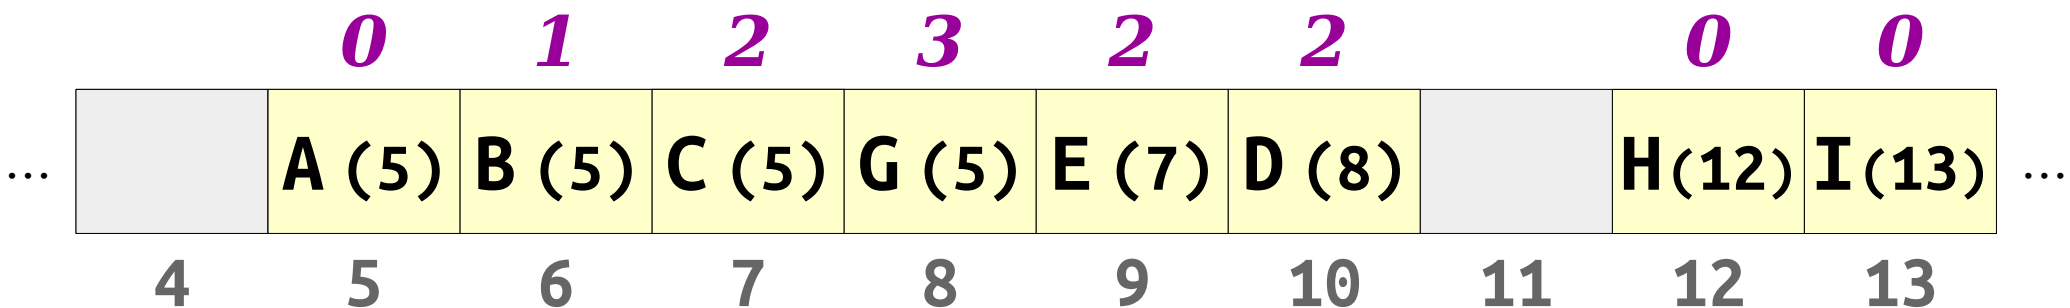 0 1 2 3 2 2 0 0
... A (5) B (5) C (5) G (5) E (7) D (8) H(12) I(13) ...
4 5 6 7 8 9 10 11 12 13